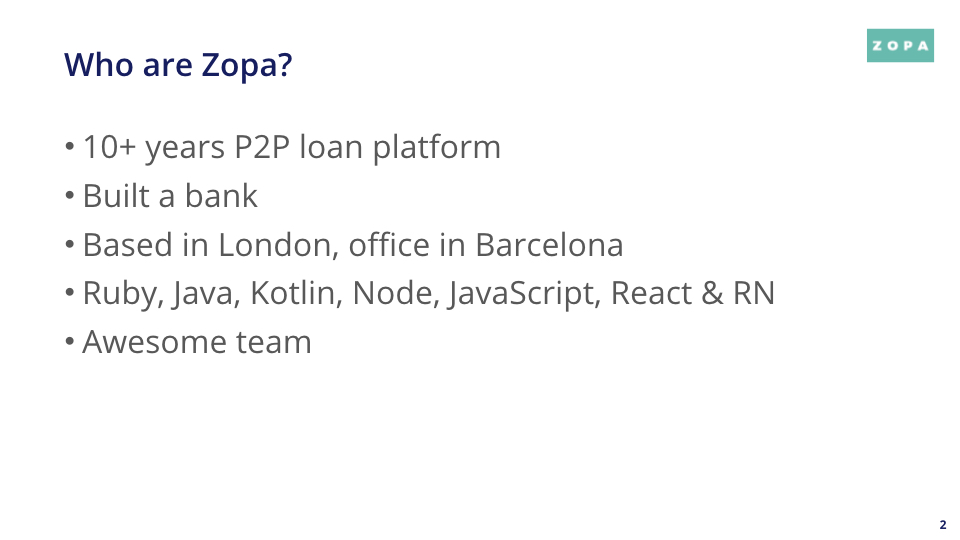 ZOPA
Who are Zopa?
• 10+ years P2P loan platform
• Built a bank
• Based in London, office in Barcelona
• Ruby, Java, Kotlin, Node, JavaScript, React & RN
• Awesome team
2